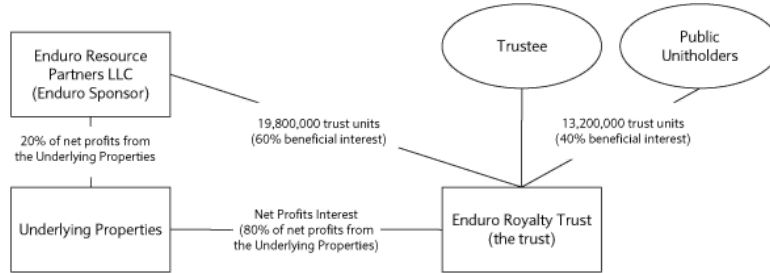 Enduro Resource
Partners LLC
(Enduro Sponsor)
Trustee
Public
Unitholders
19,800,000 trust units
(60% beneficial interest)
13,200,000 trust units
(40% beneficial interest)
20% of net profits from
the Underlying Properties
Underlying Properties
Net Profits Interest
(80% of net profits from
the Underlying Properties)
Enduro Royalty Trust
(the trust)